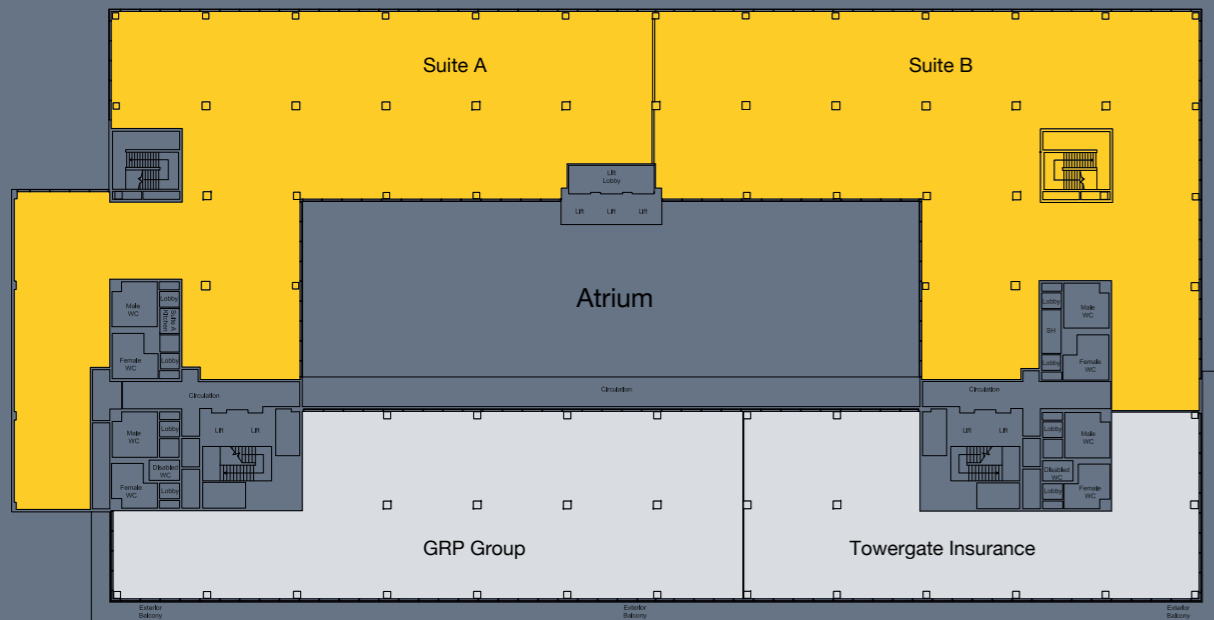 Suite A
Suite B
Lift
Lobby
Lift
Lift
Lift
Atrium
Male
WC
Lobby
Suite A
Kitchen
Female
WC
Lobby
Lobby
Male
WC
SH
Lobby
Female
WC
Circulation
Circulation
Circulation
Male
WC
Lobby
Lift
Lift
Disabled
WC
Female
WC
Lobby
Lift
Lift
Lobby
Male
WC
Disabled
WC
Lobby
Female
WC
GRP Group
Towergate Insurance
Exterior
Balcony
Exterior
Balcony
Exterior
Balcony